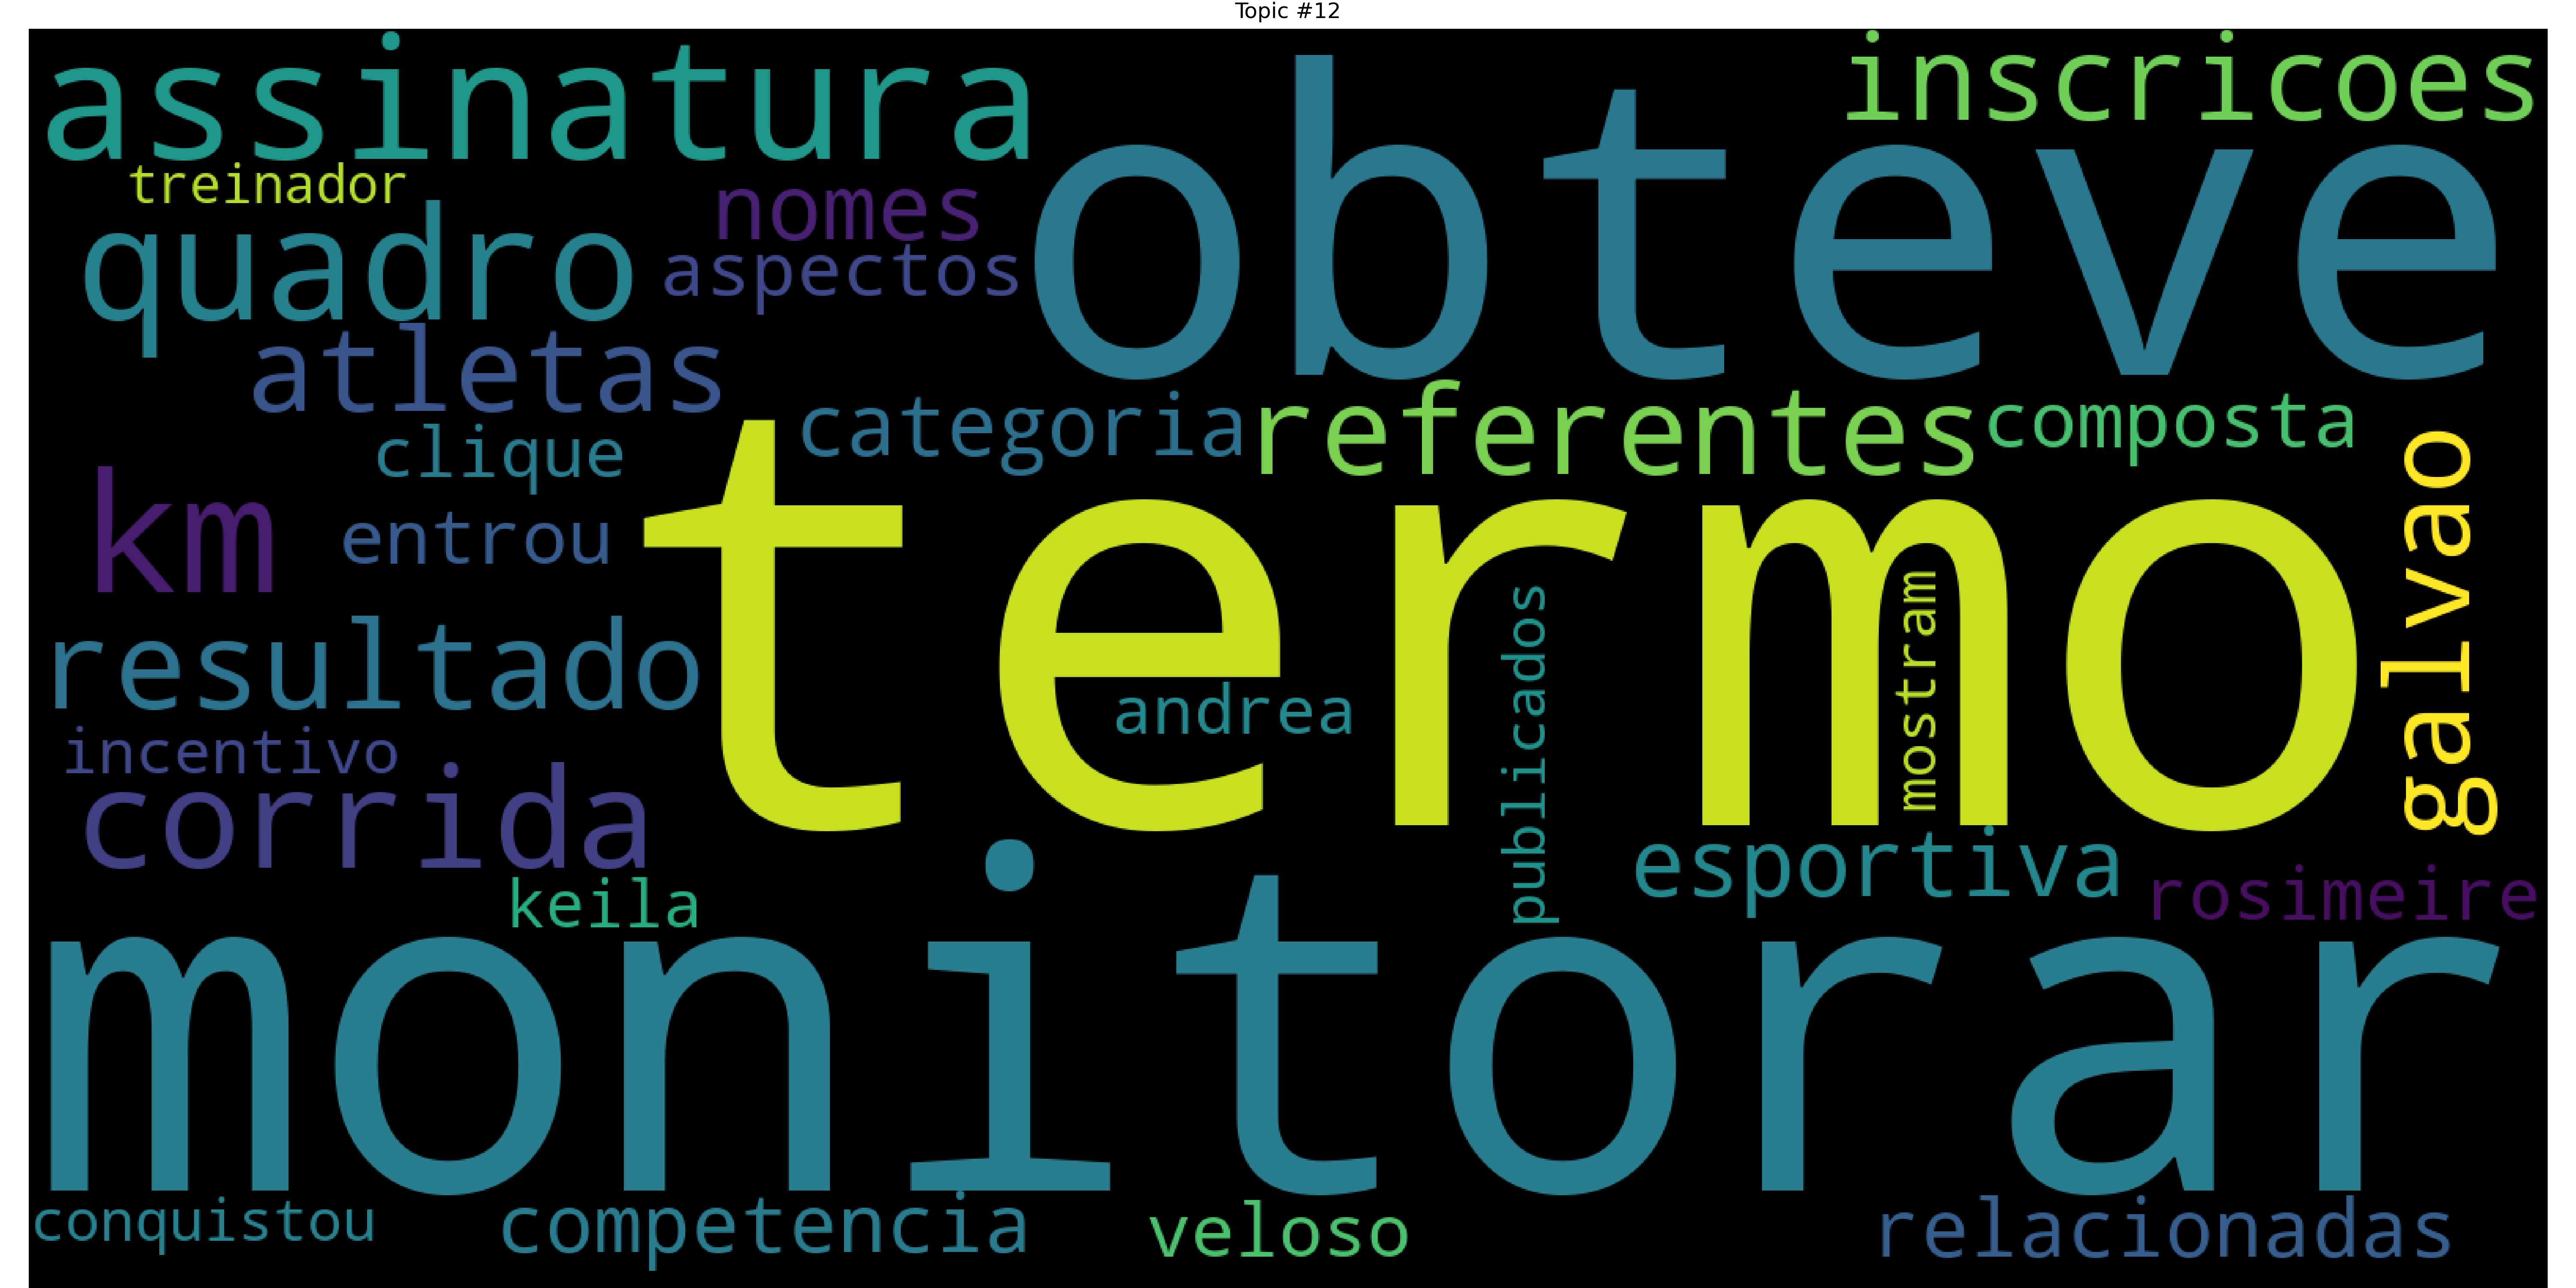 Topic #12
assinatura
inscricoes
obteve
treinador
nomes
quadro
aspectos
atletas
categoria
referentes
composta
clique
km
entrou
termo
galvao
resultado
andrea
publicados
mostram
incentivo
corrida
esportiva
keila
rosimeire
monitorar
conquistou
competencia
veloso
relacionadas